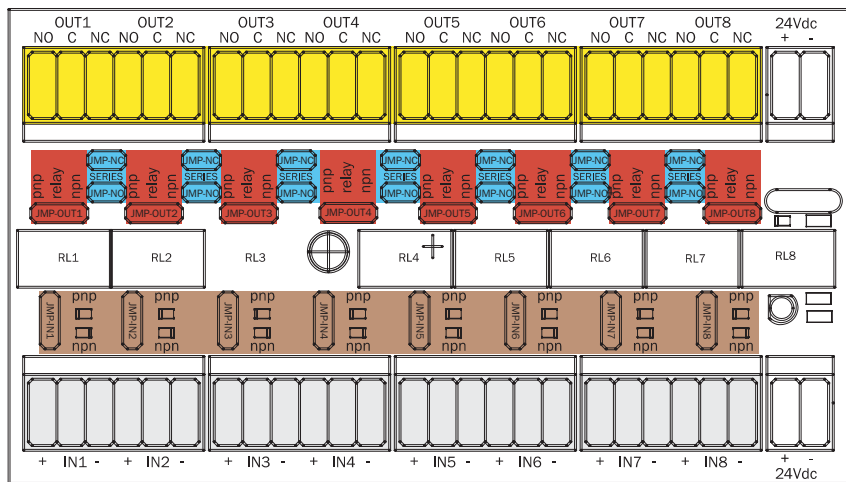 OUT1 OUT2 OUT3 OUT4 OUT5 OUT6 OUT7 OUT8 24Vdc
NO C NC NO C NC NO C NC NO C NC NO C NC NO C NC NO C NC NO C NC + -
JMP-NC JMP-NC JMP-NC JMP-NC JMP-NC JMP-NC JMP-NC
pnp relay npn SERIES pnp relay npn SERIES pnp relay npn SERIES pnp relay npn SERIES pnp relay npn SERIES pnp relay npn SERIES pnp relay npn SERIES pnp relay npn
JMP-NO JMP-NO JMP-NO JMP-NO JMP-NO JMP-NO JMP-NO
JMP-OUT1 JMP-OUT2 JMP-OUT3 JMP-OUT4 JMP-OUT5 JMP-OUT6 JMP-OUT7 JMP-OUT8
RL1 RL2 RL3 RL4 RL5 RL6 RL7 RL8
pnp pnp pnp pnp pnp pnp pnp pnp
JMP-IN1 JMP-IN2 JMP-IN3 JMP-IN4 JMP-IN5 JMP-IN6 JMP-IN7 JMP-IN8
npn npn npn npn npn npn npn npn
+ IN1 - + IN2 - + IN3 - + IN4 - + IN5 - + IN6 - + IN7 - + IN8 - + -
24Vdc